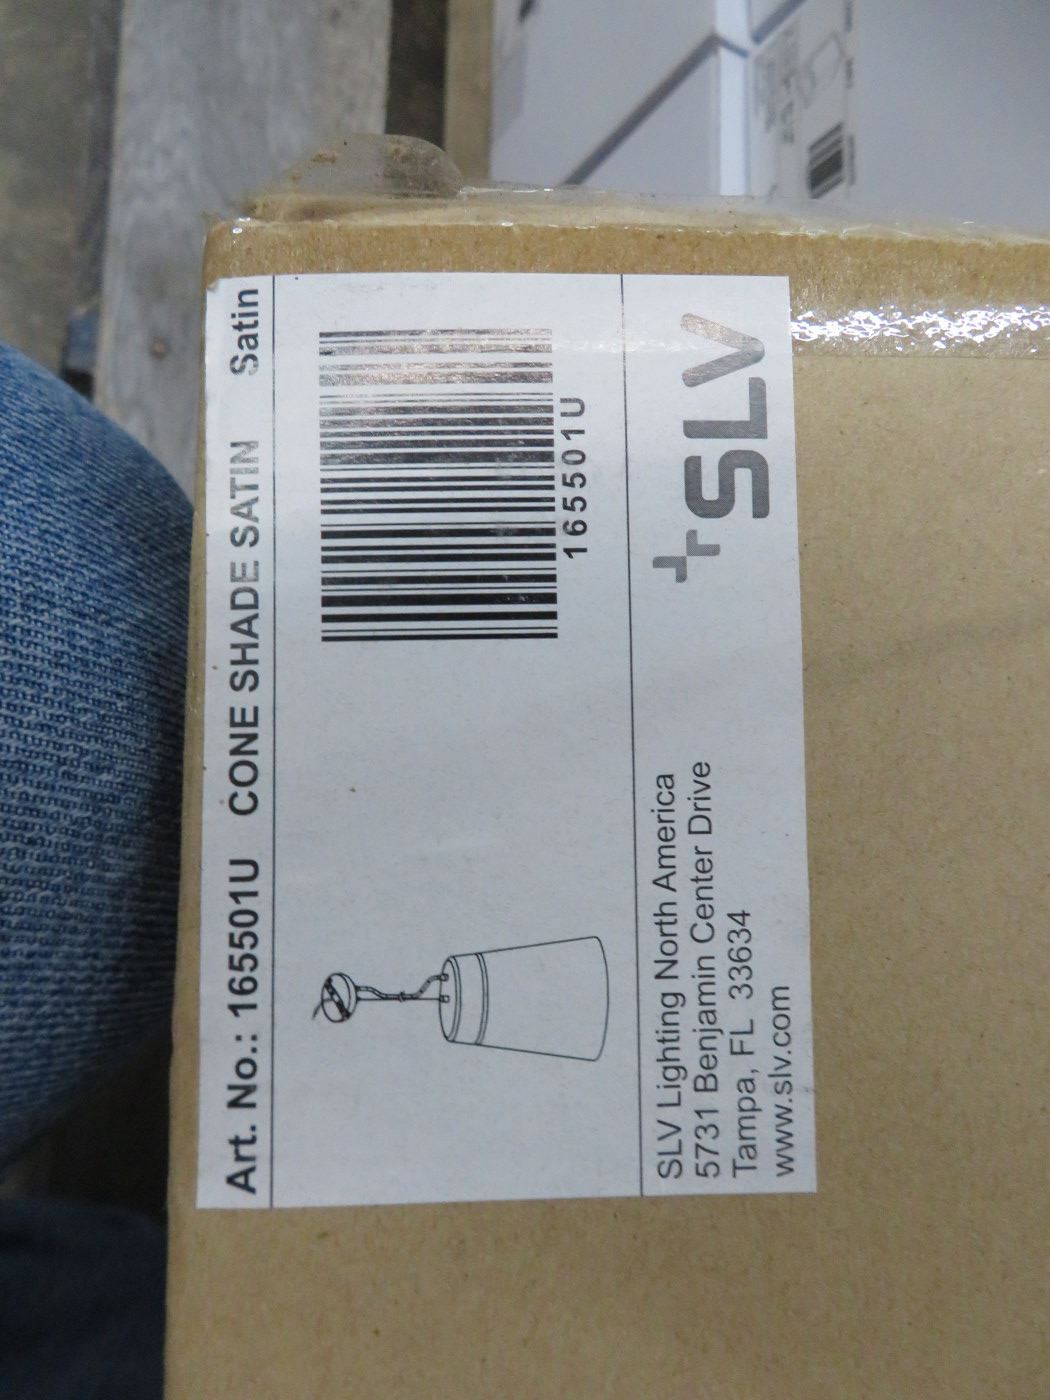 Art. No.: 165501U CONE SHADE SATIN Satin
165501U
SLV
SLV Lighting North America
5731 Benjamin Center Drive
Tampa, FL 33634
www.slv.com